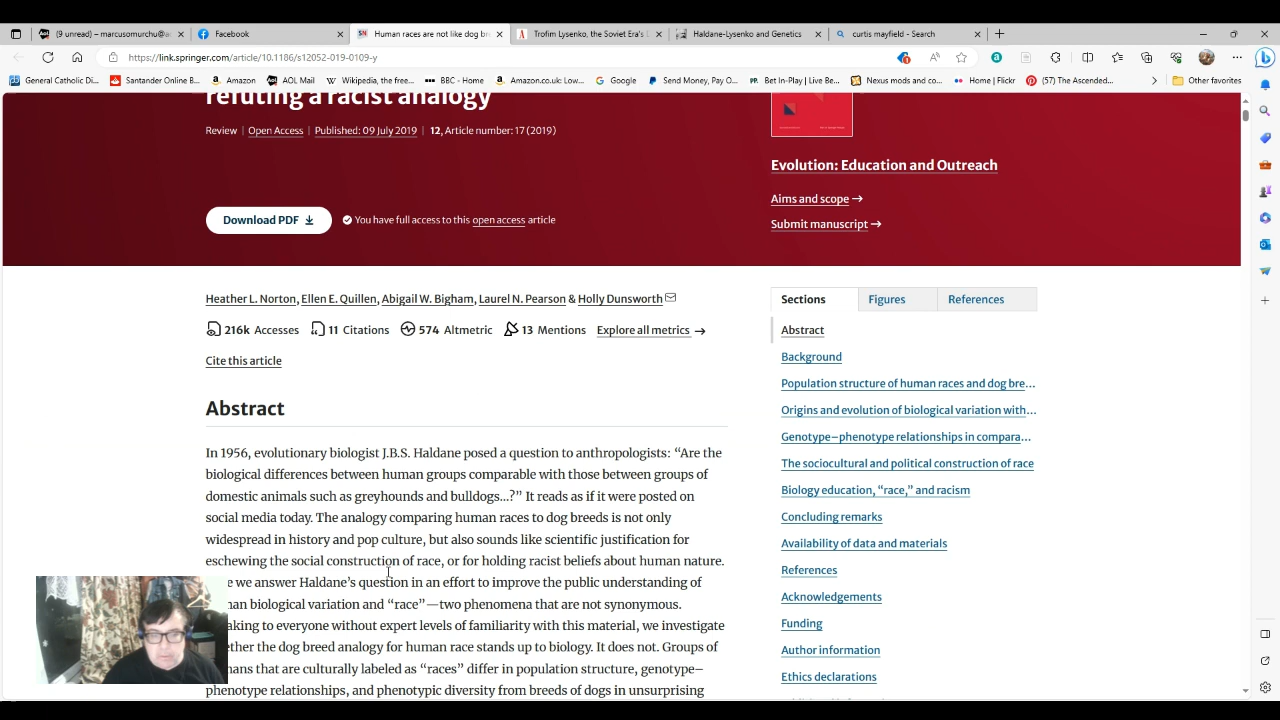 (9 unread) – marcusomurchu@a
Facebook
Human races are not like dog br
Trofim Lysenko, the Soviet Era's
Haldane-Lysenko and Genetics
curtis mayfield - Search
https://link.springer.com/article/10.1186/s12052-019-0109-y
General Catholic Di...
Santander Online B...
Amazon
AOL Mail
Wikipedia, the free...
BBC - Home
Amazon.co.uk: Low...
Google
Send Money, Pay O...
Bet In-Play | Live Be...
Nexus mods and co...
Home | Flickr
(57) The Ascended...
Other favorites
refuting a racist analogy
Review | Open Access | Published: 09 July 2019 | 12, Article number: 17 (2019)
Evolution: Education and Outreach
Aims and scope →
Submit manuscript →
Download PDF
You have full access to this open access article
Heather L. Norton, Ellen E. Quillen, Abigail W. Bigham, Laurel N. Pearson & Holly Dunsworth
216k Accesses 11 Citations 574 Altmetric 13 Mentions Explore all metrics →
Cite this article
Abstract
In 1956, evolutionary biologist J.B.S. Haldane posed a question to anthropologists: “Are the
biological differences between human groups comparable with those between groups of
domestic animals such as greyhounds and bulldogs…?” It reads as if it were posted on
social media today. The analogy comparing human races to dog breeds is not only
widespread in history and pop culture, but also sounds like scientific justification for
eschewing the social construction of race, or for holding racist beliefs about human nature.
we answer Haldane’s question in an effort to improve the public understanding of
biological variation and “race”—two phenomena that are not synonymous.
to everyone without expert levels of familiarity with this material, we investigate
the dog breed analogy for human race stands up to biology. It does not. Groups of
that are culturally labeled as “races” differ in population structure, genotype–
phenotype relationships, and phenotypic diversity from breeds of dogs in unsurprising
Sections
Figures
References
Abstract
Background
Population structure of human races and dog bre...
Origins and evolution of biological variation with...
Genotype–phenotype relationships in compara...
The sociocultural and political construction of race
Biology education, “race,” and racism
Concluding remarks
Availability of data and materials
References
Acknowledgements
Funding
Author information
Ethics declarations